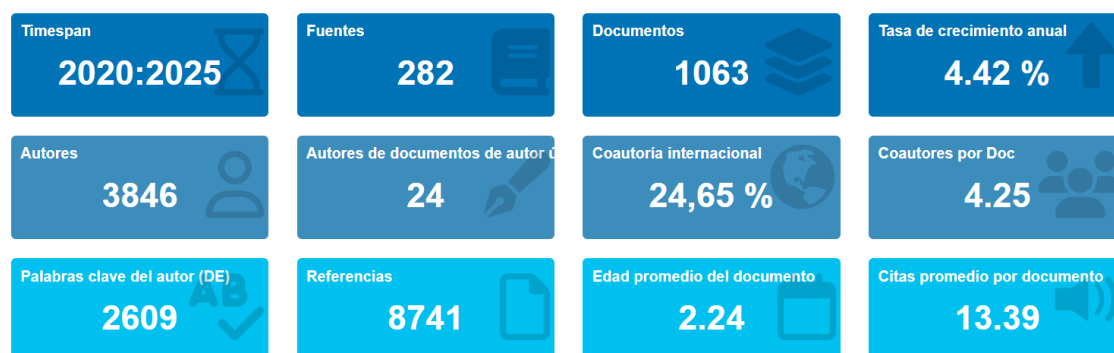 Timespan
2020:2025
Fuentes
282
Documentos
1063
Tasa de crecimiento anual
4.42 %
Autores
3846
Autores de documentos de autor ú
24
Coautoría internacional
24,65 %
Coautores por Doc
4.25
Palabras clave del autor (DE)
2609
Referencias
8741
Edad promedio del documento
2.24
Citas promedio por documento
13.39
AB